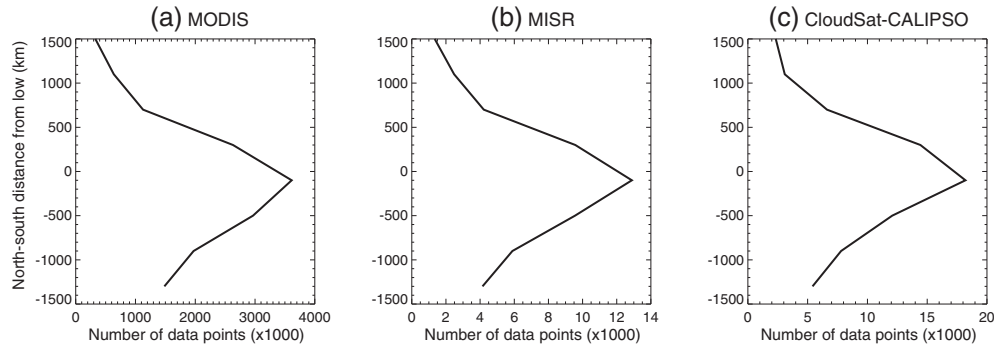 (a) MODIS
(b) MISR
(c) CloudSat-CALIPSO
North-south distance from low (km)
1500
1000
500
0
-500
-1000
-1500
0 1000 2000 3000 4000
Number of data points (x1000)
1500
1000
500
0
-500
-1000
-1500
0 2 4 6 8 10 12 14
Number of data points (x1000)
1500
1000
500
0
-500
-1000
-1500
0 5 10 15 20
Number of data points (x1000)